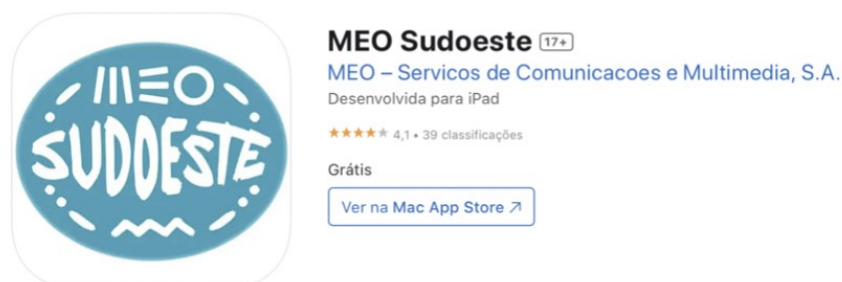 MEO
SUDOESTE
MEO Sudoeste 17+
MEO – Servicos de Comunicacoes e Multimedia, S.A.
Desenvolvida para iPad
★★★★★ 4,1 • 39 classificações
Grátis
Ver na Mac App Store ↗